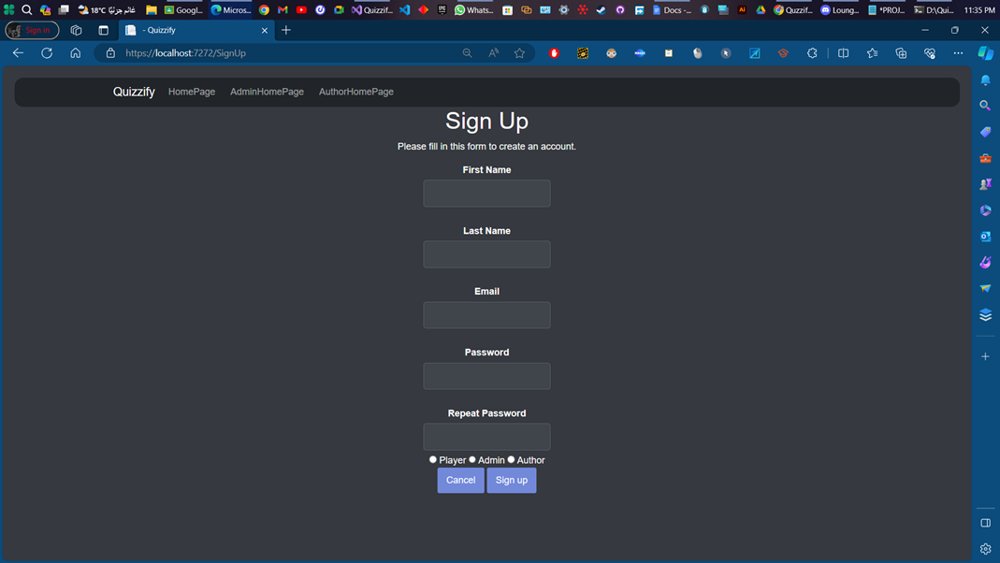 18°C غائم جزئيًا Googl... Micros... Quizzif... Whats... Docs -... Quzzif... Loung... *PROJ... D:\Qui... 11:35 PM
Sign in - Quizzify
https://localhost:7272/SignUp
Quizzify HomePage AdminHomePage AuthorHomePage
Sign Up
Please fill in this form to create an account.
First Name
Last Name
Email
Password
Repeat Password
Player Admin Author
Cancel Sign up